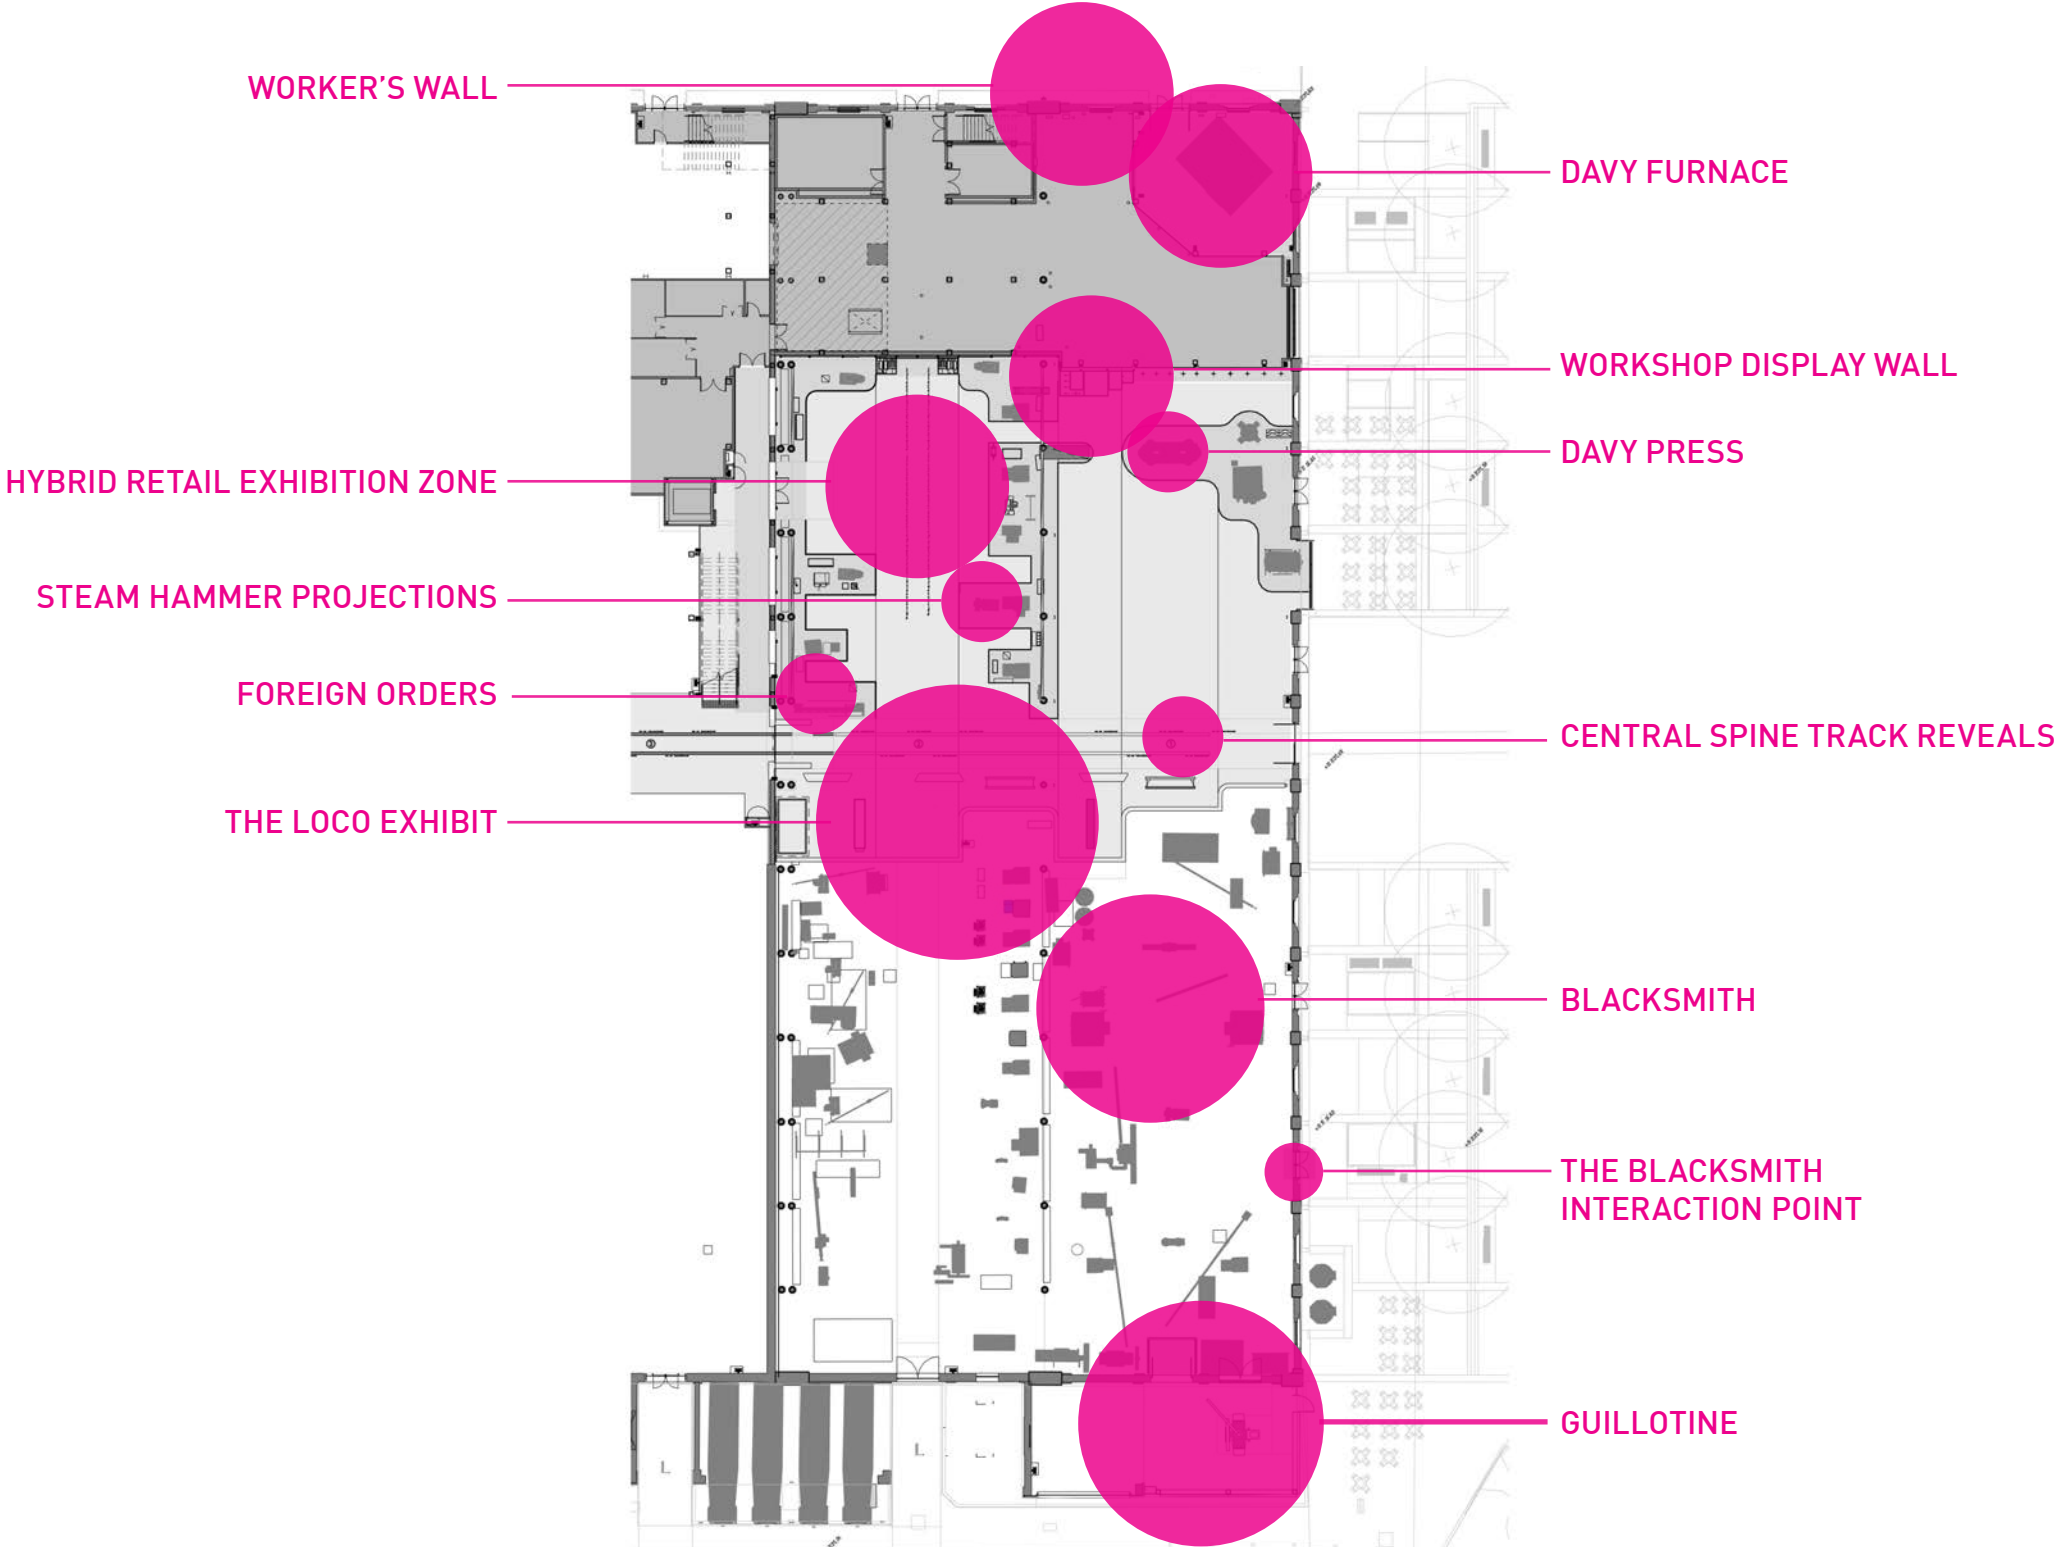 WORKER'S WALL
DAVY FURNACE
WORKSHOP DISPLAY WALL
DAVY PRESS
HYBRID RETAIL EXHIBITION ZONE
STEAM HAMMER PROJECTIONS
FOREIGN ORDERS
CENTRAL SPINE TRACK REVEALS
THE LOCO EXHIBIT
BLACKSMITH
THE BLACKSMITH
INTERACTION POINT
GUILLOTINE